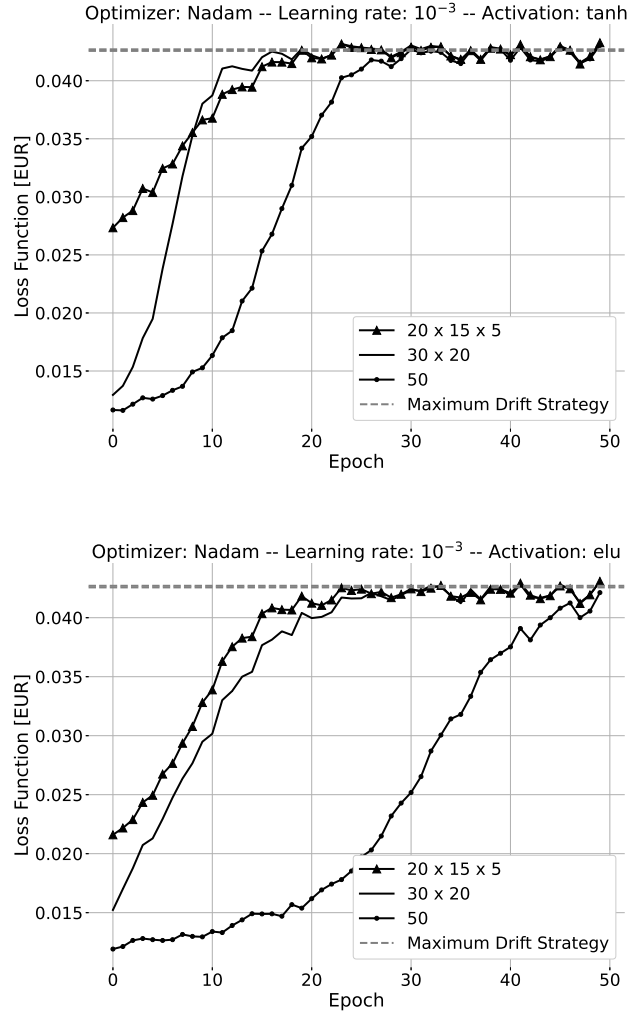 Optimizer: Nadam -- Learning rate: 10⁻³ -- Activation: tanh
Loss Function [EUR]
0.040
0.035
0.030
0.025
0.020
0.015
20 x 15 x 5
30 x 20
50
Maximum Drift Strategy
0 10 20 30 40 50
Epoch
Optimizer: Nadam -- Learning rate: 10⁻³ -- Activation: elu
Loss Function [EUR]
0.040
0.035
0.030
0.025
0.020
0.015
20 x 15 x 5
30 x 20
50
Maximum Drift Strategy
0 10 20 30 40 50
Epoch